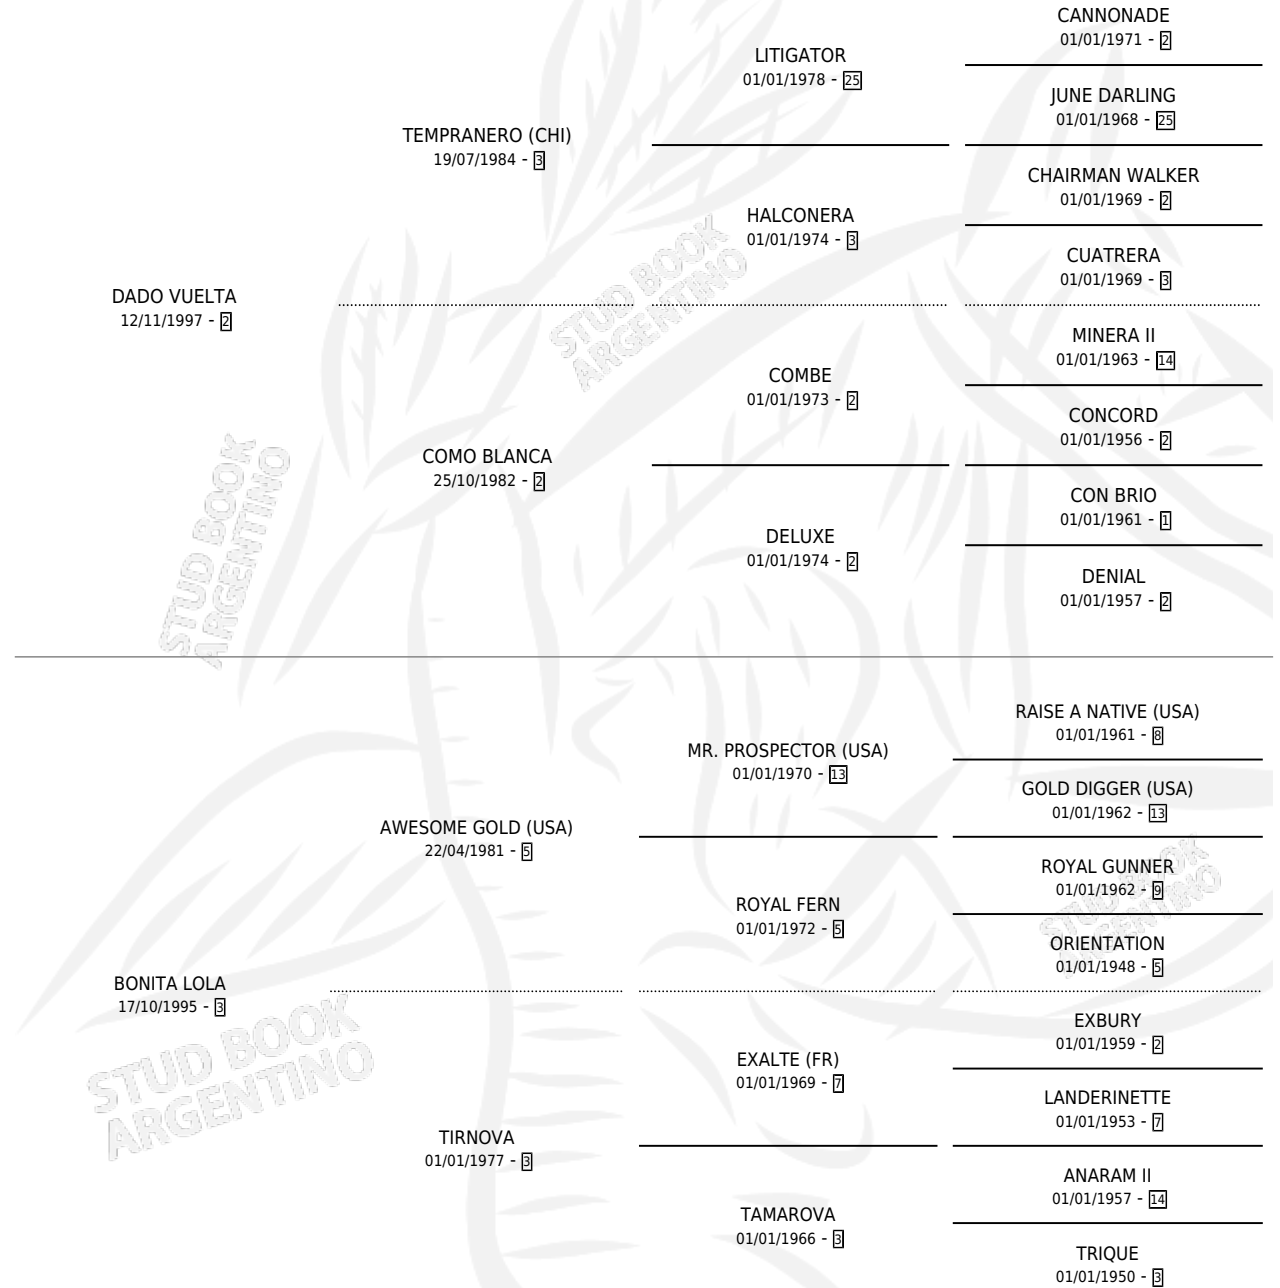 CANNONADE
01/01/1971 - 2
LITIGATOR
01/01/1978 - 25
JUNE DARLING
01/01/1968 - 25
TEMPRANERO (CHI)
19/07/1984 - 3
CHAIRMAN WALKER
01/01/1969 - 2
HALCONERA
01/01/1974 - 3
CUATRERA
01/01/1969 - 3
DADO VUELTA
12/11/1997 - 2
STUD BOOK
ARGENTINO
MINERA II
01/01/1963 - 14
COMBE
01/01/1973 - 2
CONCORD
01/01/1956 - 2
COMO BLANCA
25/10/1982 - 2
CON BRIO
01/01/1961 - 1
DELUXE
01/01/1974 - 2
DENIAL
01/01/1957 - 2
STUD BOOK
ARGENTINO
RAISE A NATIVE (USA)
01/01/1961 - 8
MR. PROSPECTOR (USA)
01/01/1970 - 13
GOLD DIGGER (USA)
01/01/1962 - 13
AWESOME GOLD (USA)
22/04/1981 - 5
ROYAL GUNNER
01/01/1962 - 9
ROYAL FERN
01/01/1972 - 5
ORIENTATION
01/01/1948 - 5
STUD BOOK
ARGENTINO
BONITA LOLA
17/10/1995 - 3
EXBURY
01/01/1959 - 2
EXALTE (FR)
01/01/1969 - 7
LANDERINETTE
01/01/1953 - 7
STUD BOOK
ARGENTINO
TIRNOVA
01/01/1977 - 3
ANARAM II
01/01/1957 - 14
TAMAROVA
01/01/1966 - 3
TRIQUE
01/01/1950 - 3